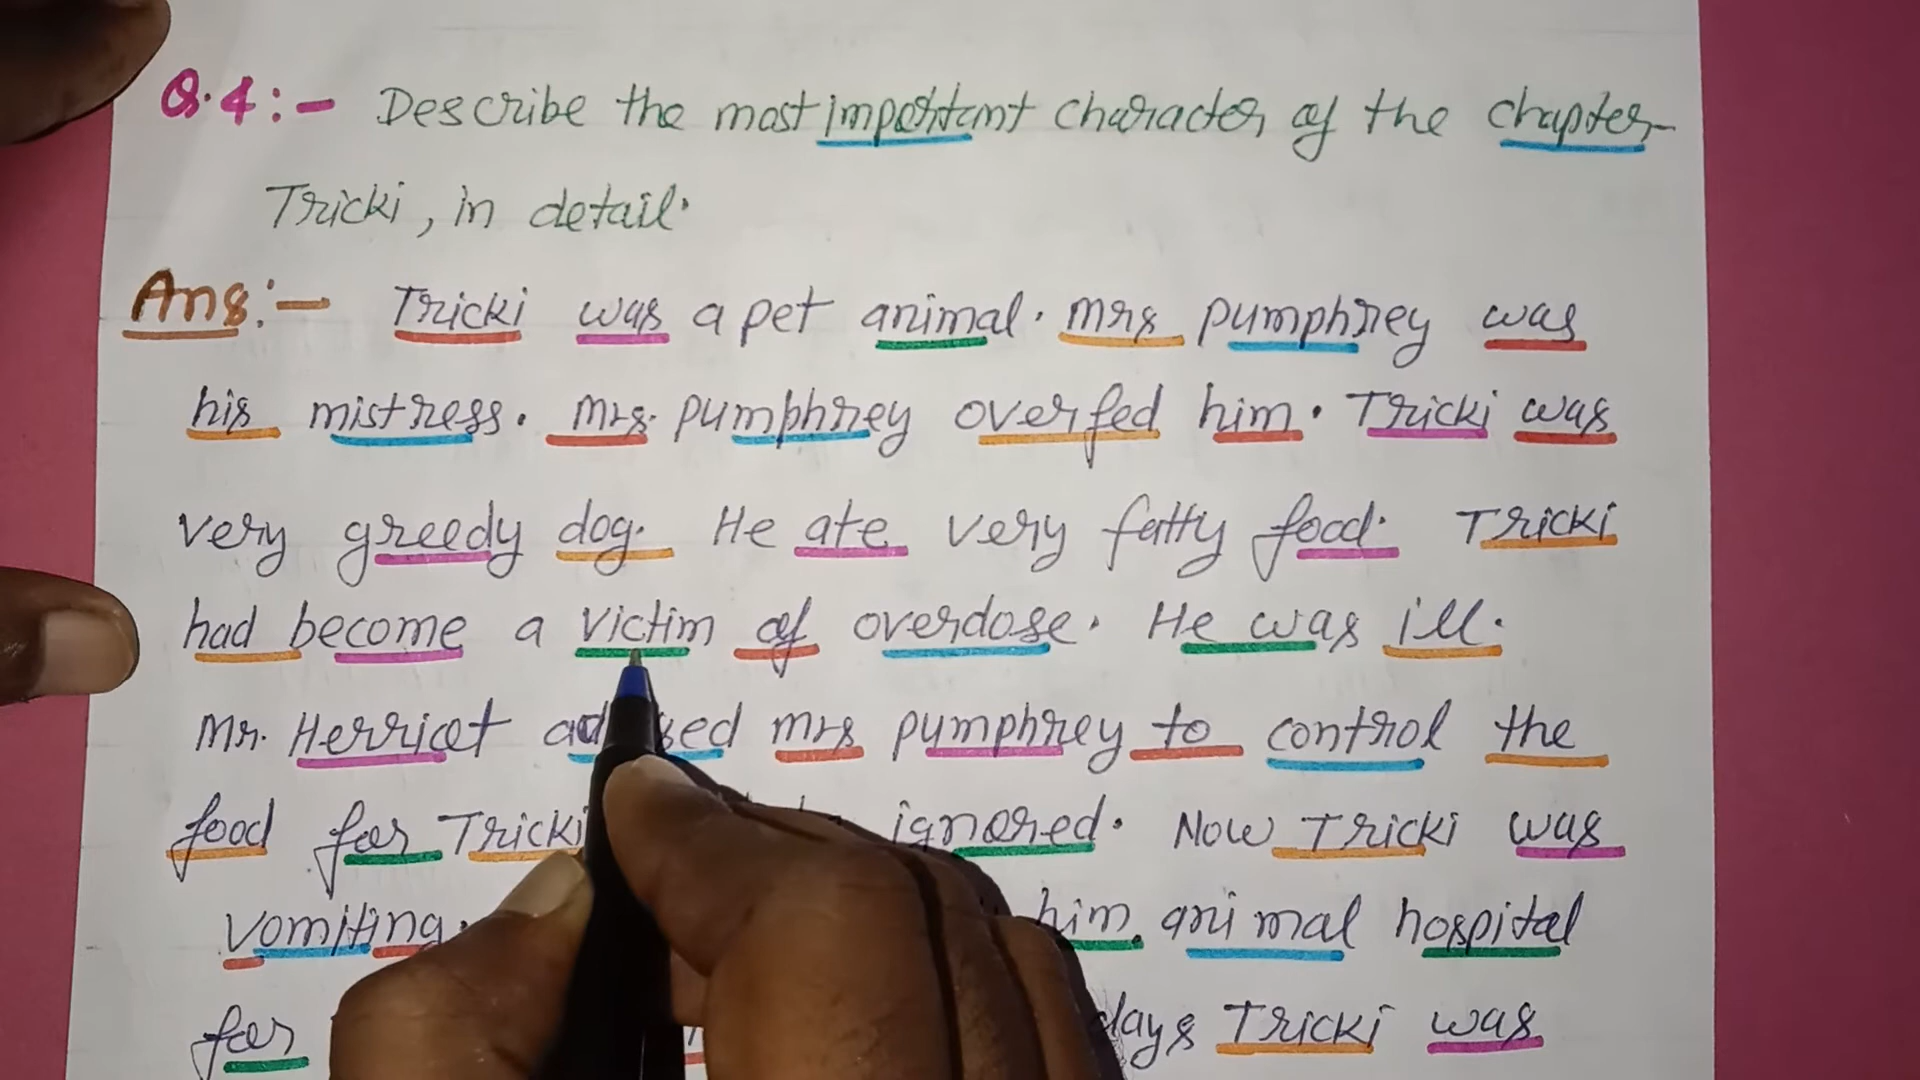 Q.4:- Describe the most important character of the chapter-
Tricki, in detail.
Ans:- Tricki was a pet animal. Mrs pumphrey was
his mistress. Mrs. pumphrey overfed him. Tricki was
very greedy dog. He ate very fatty food. Tricki
had become a victim of overdose. He was ill.
Mr. Herriot mrs pumphrey to control the
food for Tricki ignored. Now Tricki was
vomiting. him animal hospital
for days Tricki was